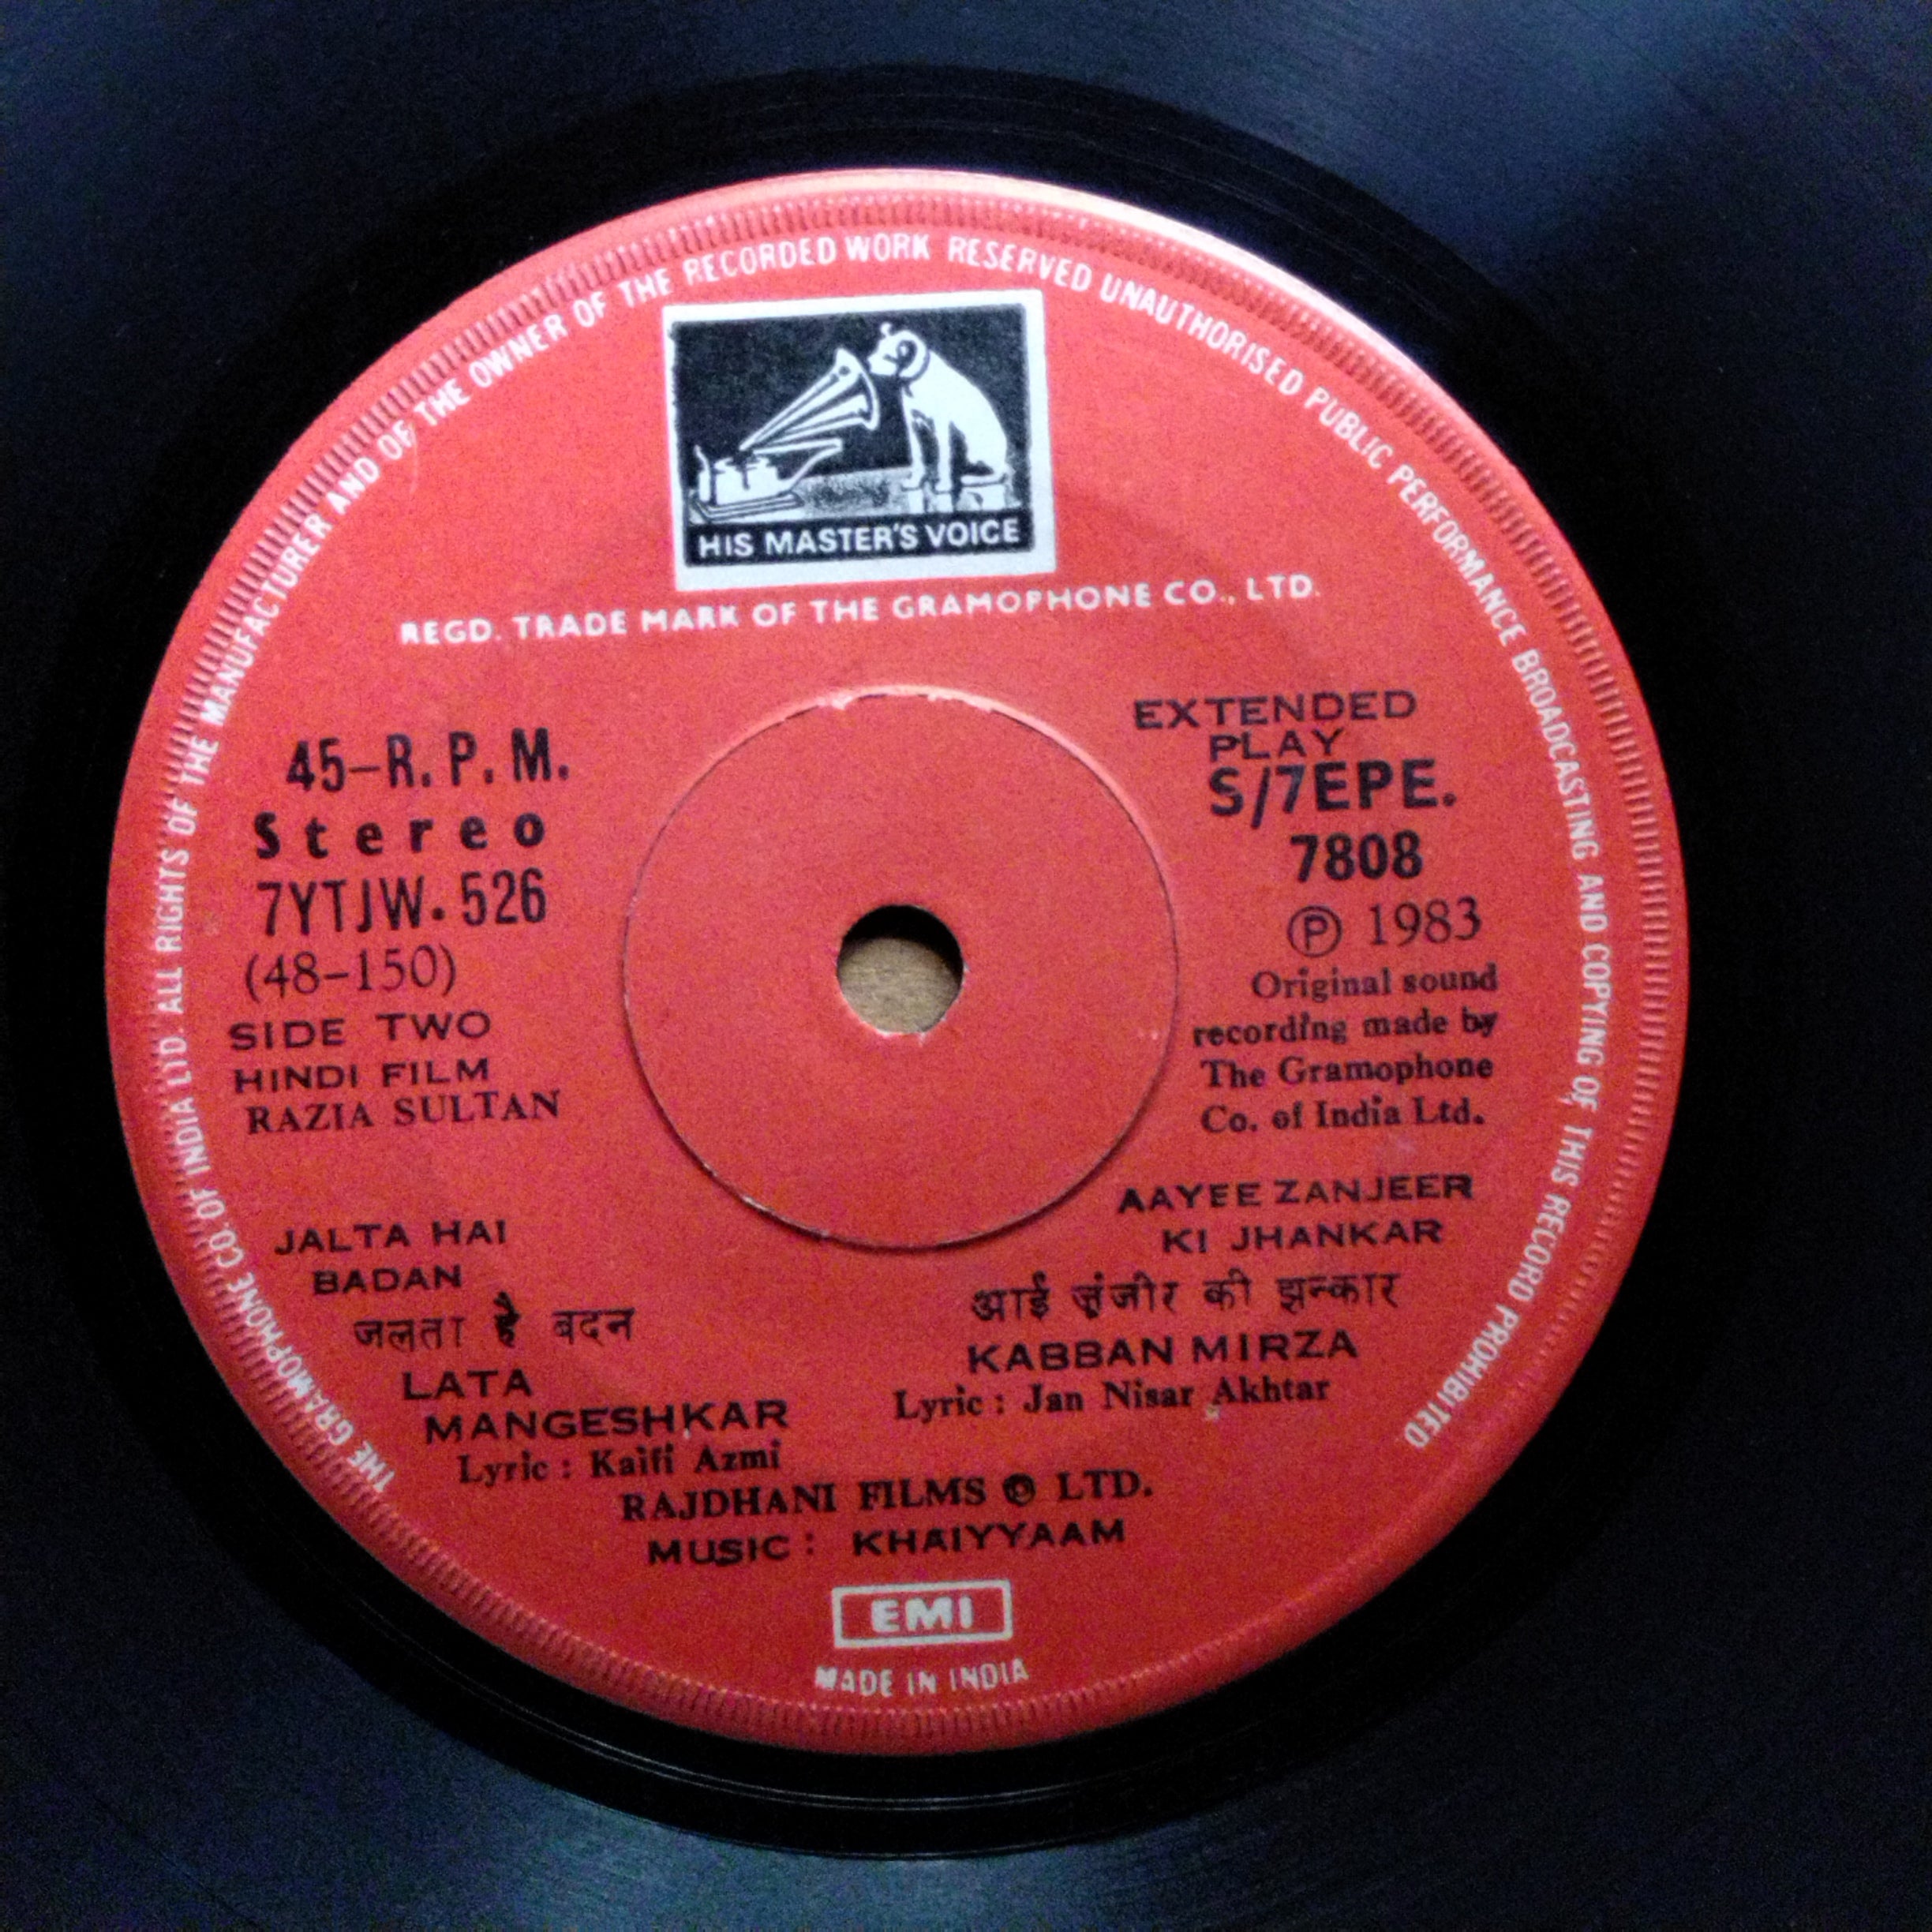 THE GRAMOPHONE CO. OF INDIA LTD. ALL RIGHTS OF THE MANUFACTURER AND OF THE OWNER OF THE RECORDED WORK RESERVED UNAUTHORISED PUBLIC PERFORMANCE BROADCASTING AND COPYING OF THIS RECORD PROHIBITED
HIS MASTER'S VOICE
REGD. TRADE MARK OF THE GRAMOPHONE CO., LTD.
45-R.P.M.
Stereo
7YTJW.526
(48-150)
SIDE TWO
HINDI FILM
RAZIA SULTAN
EXTENDED
PLAY
S/7EPE.
7808
Ⓟ 1983
Original sound
recording made by
The Gramophone
Co. of India Ltd.
JALTA HAI
BADAN
जलता है बदन
LATA
MANGESHKAR
Lyric : Kaifi Azmi
AAYEE ZANJEER
KI JHANKAR
आई ज़ंजीर की झन्कार
KABBAN MIRZA
Lyric : Jan Nisar Akhtar
RAJDHANI FILMS Ⓟ LTD.
MUSIC : KHAIYYAAM
EMI
MADE IN INDIA